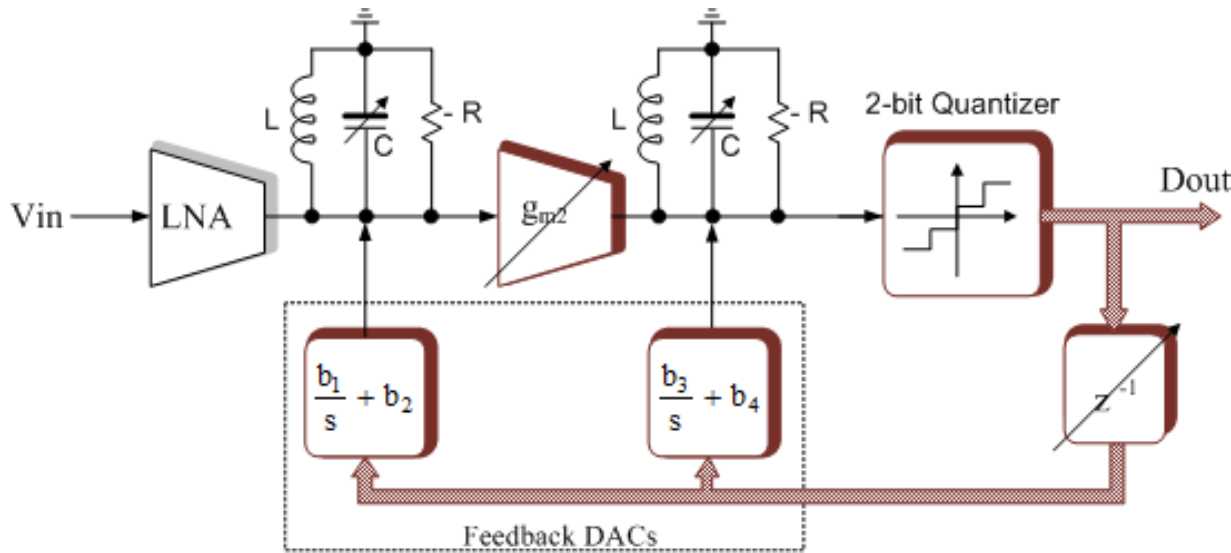 L
C
- R
L
C
- R
2-bit Quantizer
Vin
LNA
gm2
Dout
b1/s + b2
b3/s + b4
z-1
Feedback DACs